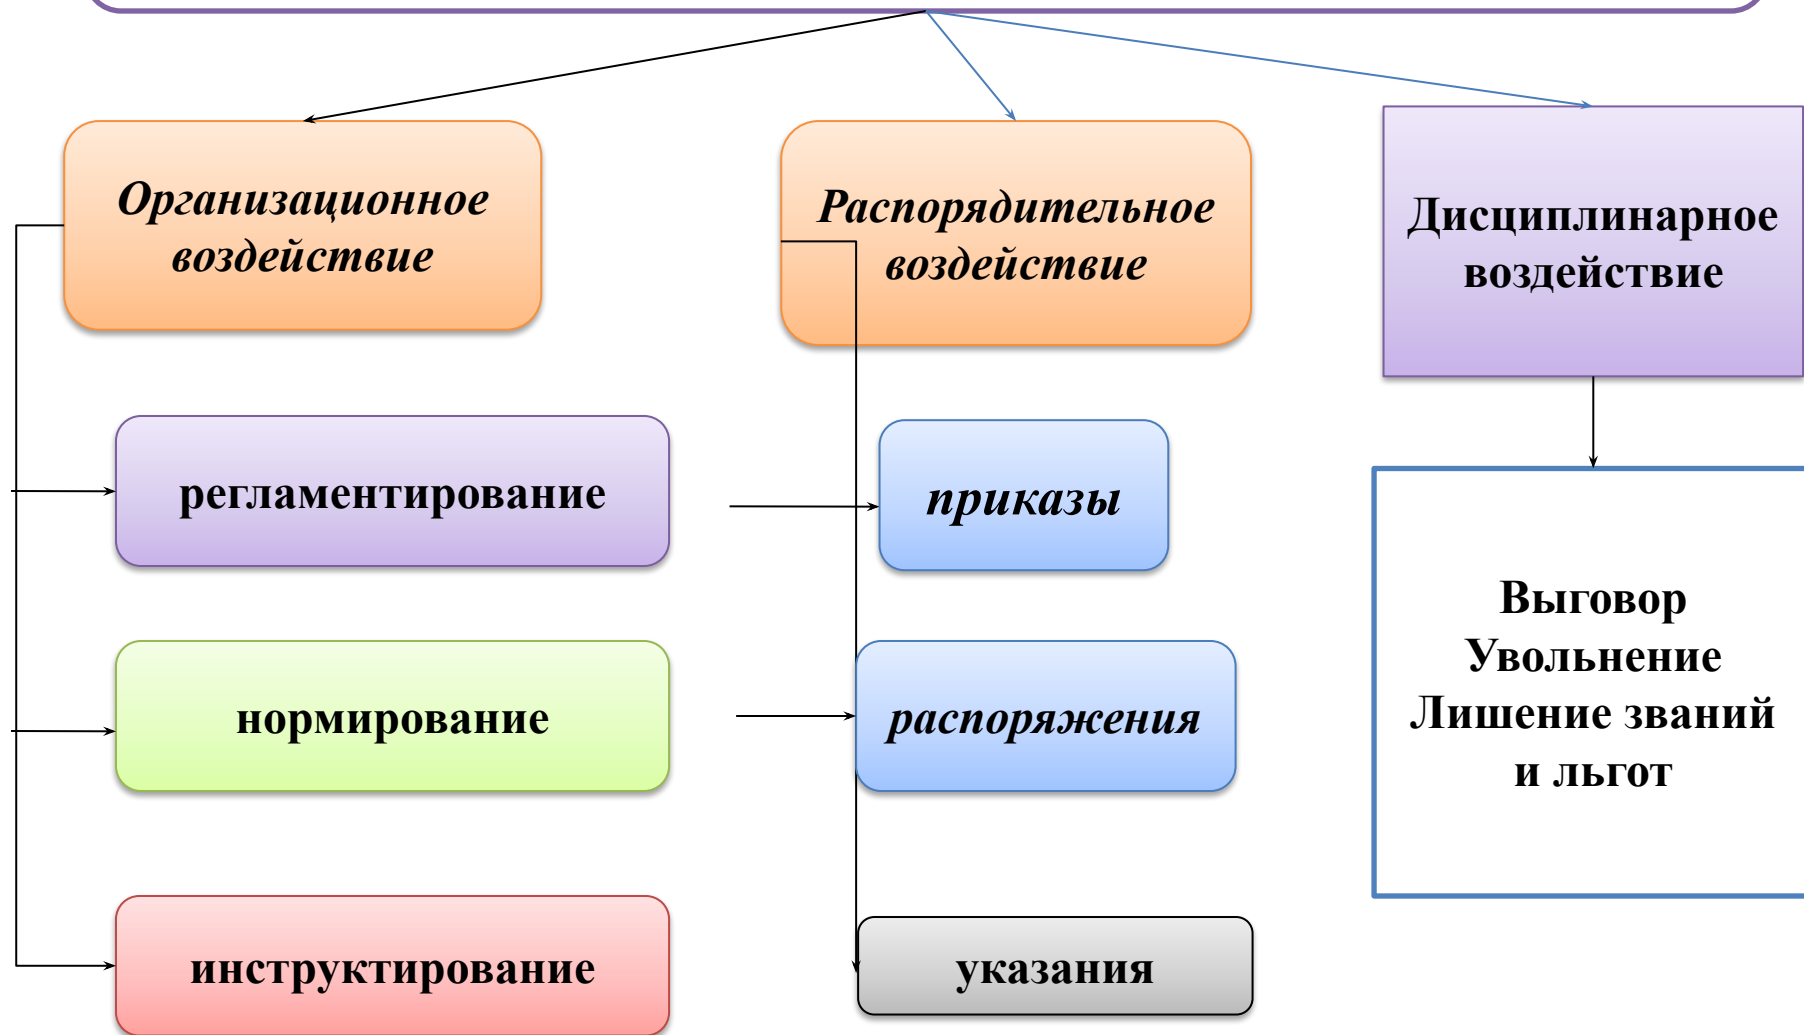 Организационное
воздействие
Распорядительное
воздействие
Дисциплинарное
воздействие
регламентирование
приказы
нормирование
распоряжения
Выговор
Увольнение
Лишение званий
и льгот
инструктирование
указания